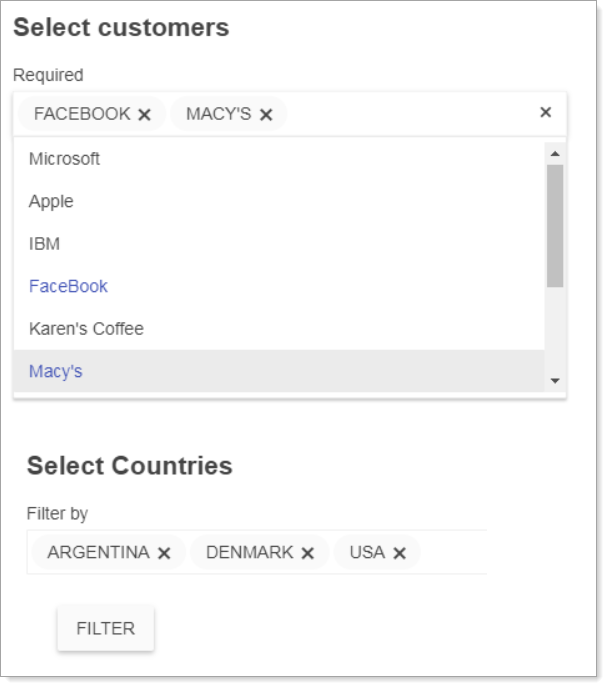 Select customers
Required
FACEBOOK MACY'S
Microsoft
Apple
IBM
FaceBook
Karen's Coffee
Macy's
Select Countries
Filter by
ARGENTINA DENMARK USA
FILTER